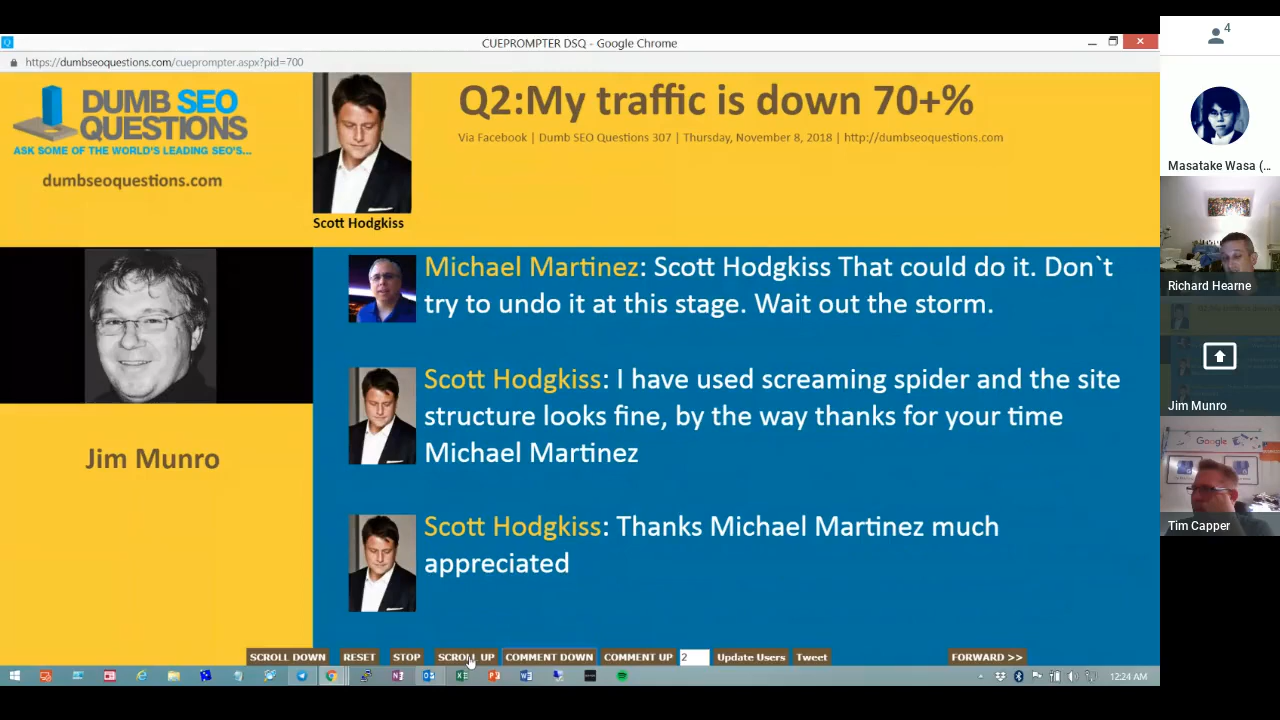 CUEPROMPTER DSQ - Google Chrome
https://dumbseoquestions.com/cueprompter.aspx?pid=700
DUMB SEO
QUESTIONS
ASK SOME OF THE WORLD'S LEADING SEO'S...
dumbseoquestions.com
Scott Hodgkiss
Q2:My traffic is down 70+%
Via Facebook | Dumb SEO Questions 307 | Thursday, November 8, 2018 | http://dumbseoquestions.com
Jim Munro
Michael Martinez: Scott Hodgkiss That could do it. Don`t
try to undo it at this stage. Wait out the storm.
Scott Hodgkiss: I have used screaming spider and the site
structure looks fine, by the way thanks for your time
Michael Martinez
Scott Hodgkiss: Thanks Michael Martinez much
appreciated
SCROLL DOWN RESET STOP SCROLL UP COMMENT DOWN COMMENT UP 2 Update Users Tweet FORWARD >>
12:24 AM
4
Masatake Wasa (...
Richard Hearne
Jim Munro
Google
Tim Capper